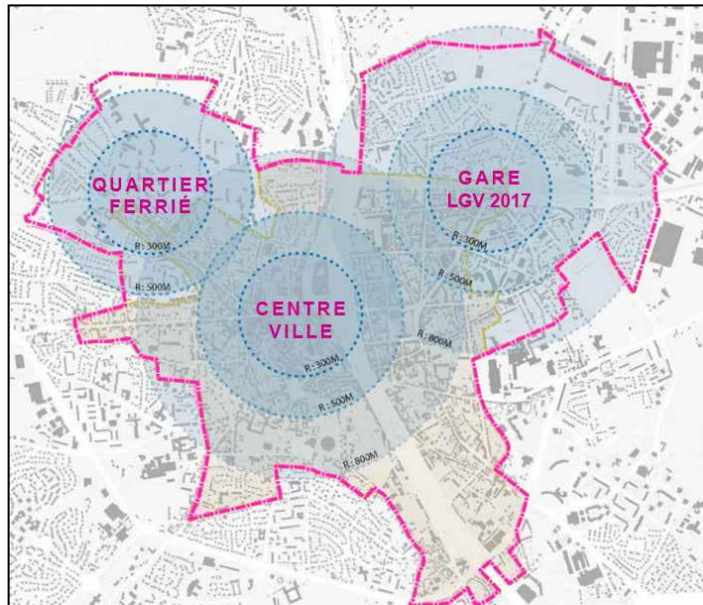 QUARTIER
FERRIÉ
R : 300M
R : 500M
GARE
LGV 2017
R : 300M
R : 500M
R : 800M
CENTRE
VILLE
R : 300M
R : 500M
R : 800M